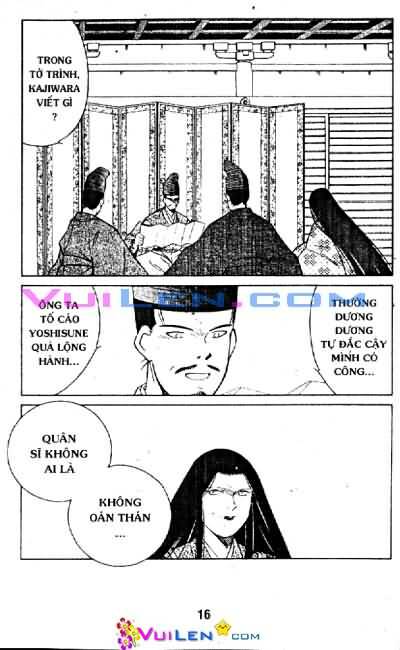 TRONG
TỜ TRÌNH,
KAJIWARA
VIẾT GÌ
?
VUILEN.COM
ÔNG TA
TỐ CÁO
YOSHISUNE
QUẢ LỘNG
HÀNH...
THƯỜNG
DƯƠNG
DƯƠNG
TỰ ĐẮC CẬY
MÌNH CÓ
CÔNG...
QUÂN
SĨ KHÔNG
AI LÀ
KHÔNG
OÁN THÁN
...
16
VUILEN.COM